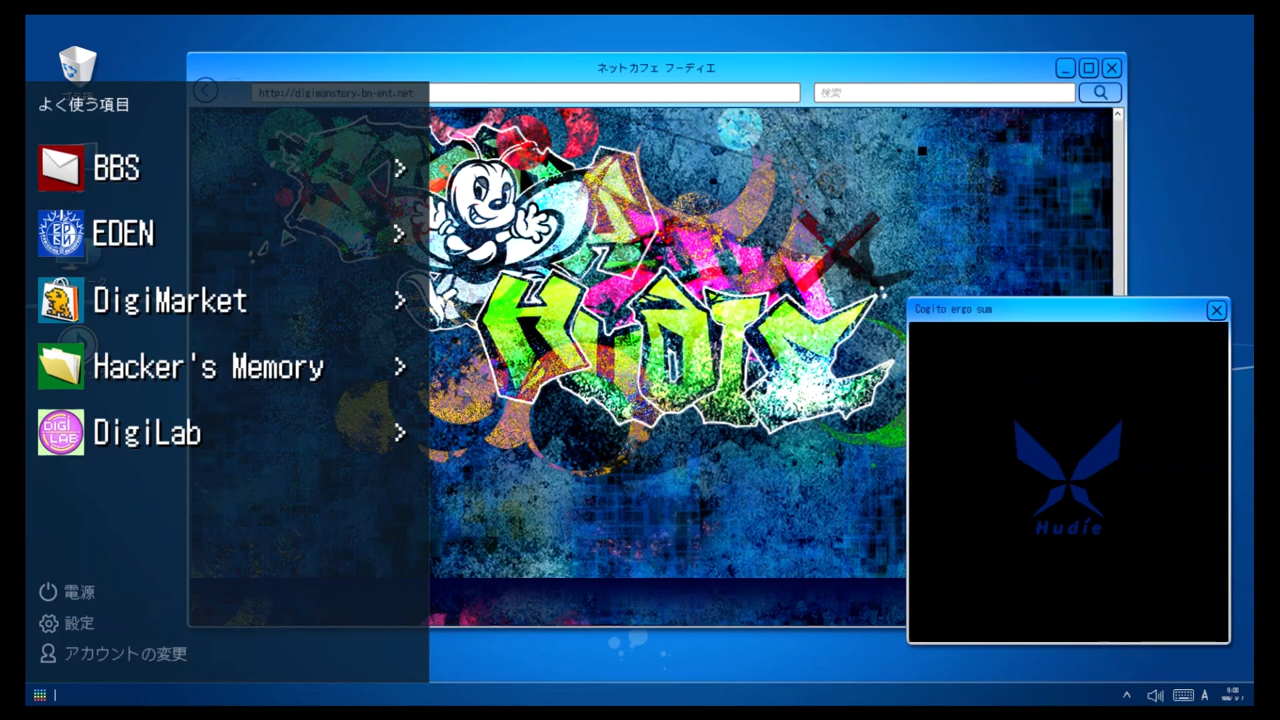 ネットカフェ フーディエ
http://digimonstory.bn-ent.net
検索
よく使う項目
BBS
EDEN
DigiMarket
Hacker's Memory
DigiLab
HUDIE
Cogito ergo sum
Hudie
電源
設定
アカウントの変更
A
9:00